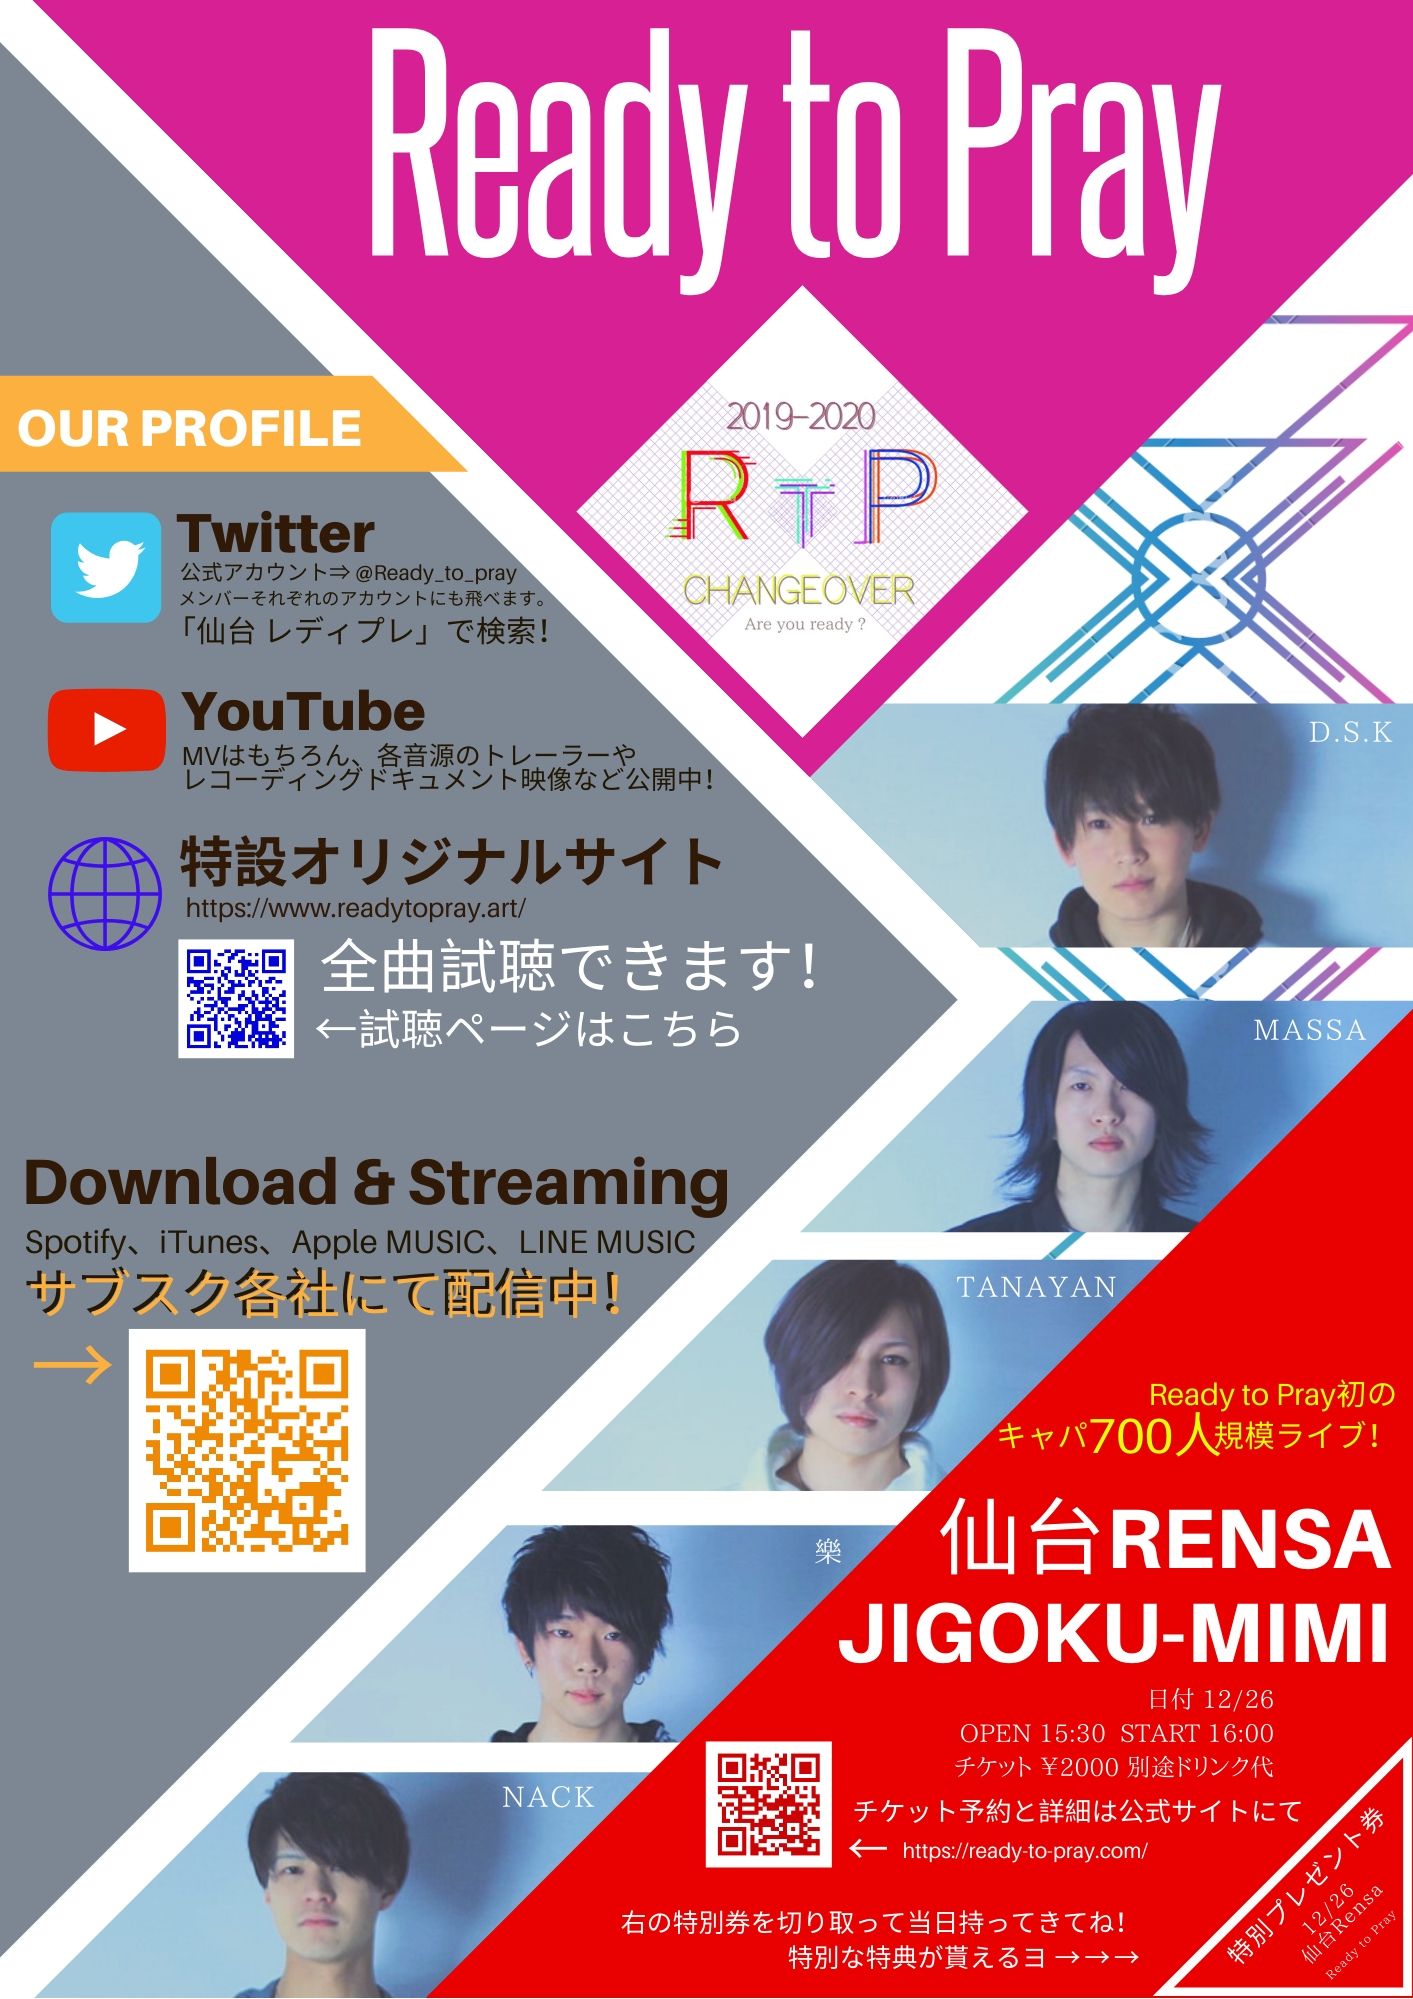 Ready to Pray
2019-2020
RTP
CHANGEOVER
Are you ready ?
OUR PROFILE
Twitter
公式アカウント⇒ @Ready_to_pray
メンバーそれぞれのアカウントにも飛べます。
「仙台 レディプレ」で検索！
YouTube
MVはもちろん、各音源のトレーラーや
レコーディングドキュメント映像など公開中！
特設オリジナルサイト
https://www.readytopray.art/
全曲試聴できます！
←試聴ページはこちら
Download & Streaming
Spotify、iTunes、Apple MUSIC、LINE MUSIC
サブスク各社にて配信中！
→
D.S.K
MASSA
TANAYAN
樂
NACK
Ready to Pray初の
キャパ700人規模ライブ！
仙台RENSA
JIGOKU-MIMI
日付 12/26
OPEN 15:30 START 16:00
チケット ¥2000 別途ドリンク代
チケット予約と詳細は公式サイトにて
← https://ready-to-pray.com/
右の特別券を切り取って当日持ってきてね！
特別な特典が貰えるヨ →→→
特別プレゼント券
12/26
仙台Rensa
Ready to Pray